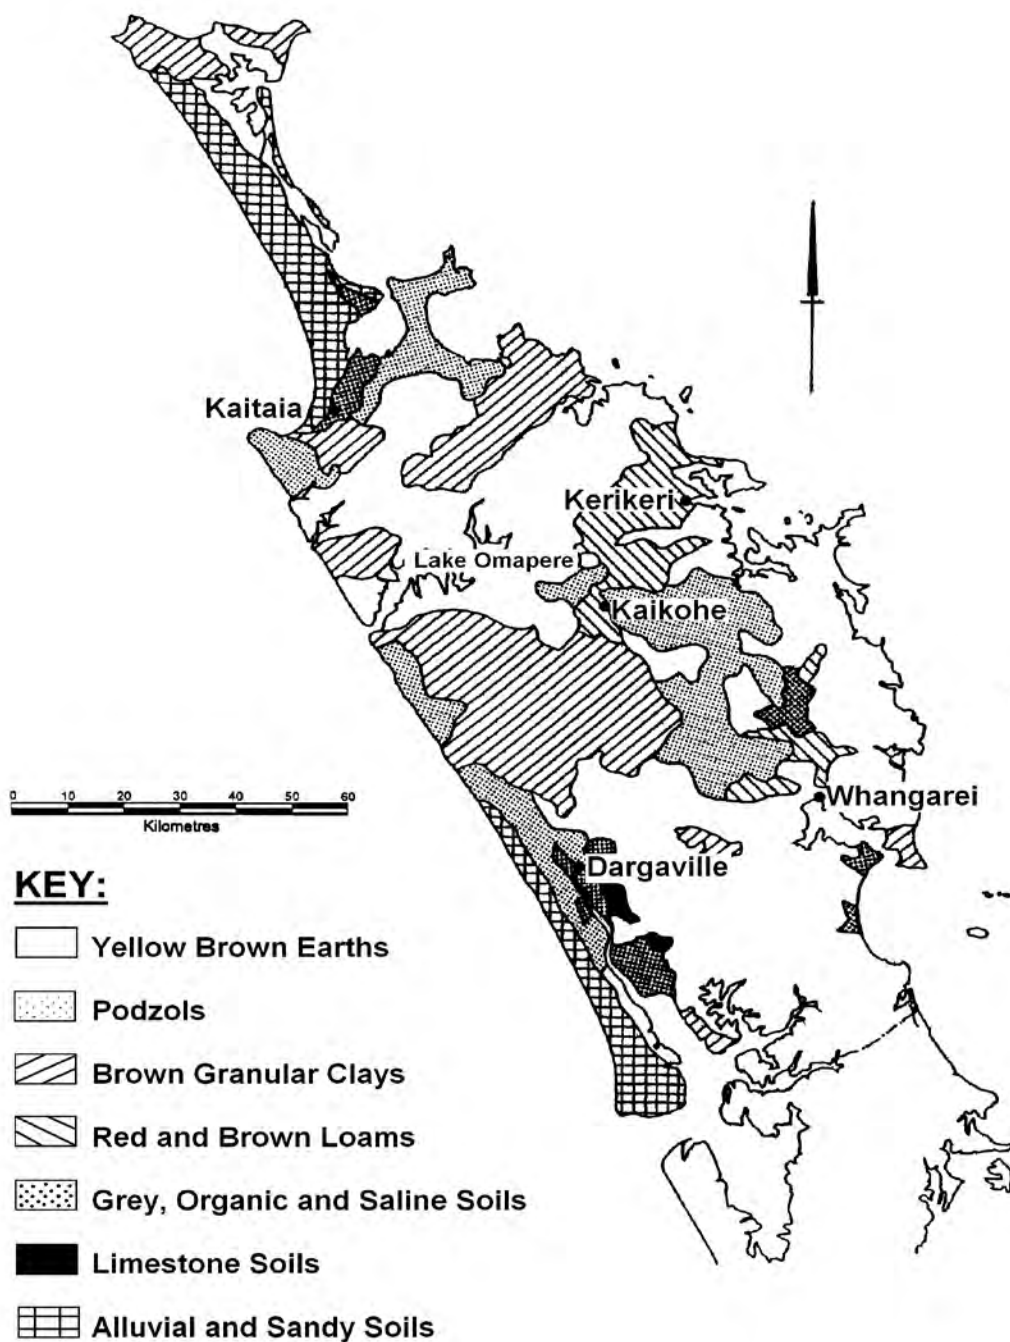 Kaitaia
Kerikeri
Lake Omapere
Kaikohe
0 10 20 30 40 50 60
Kilometres
Whangarei
Dargaville
KEY:
Yellow Brown Earths
Podzols
Brown Granular Clays
Red and Brown Loams
Grey, Organic and Saline Soils
Limestone Soils
Alluvial and Sandy Soils